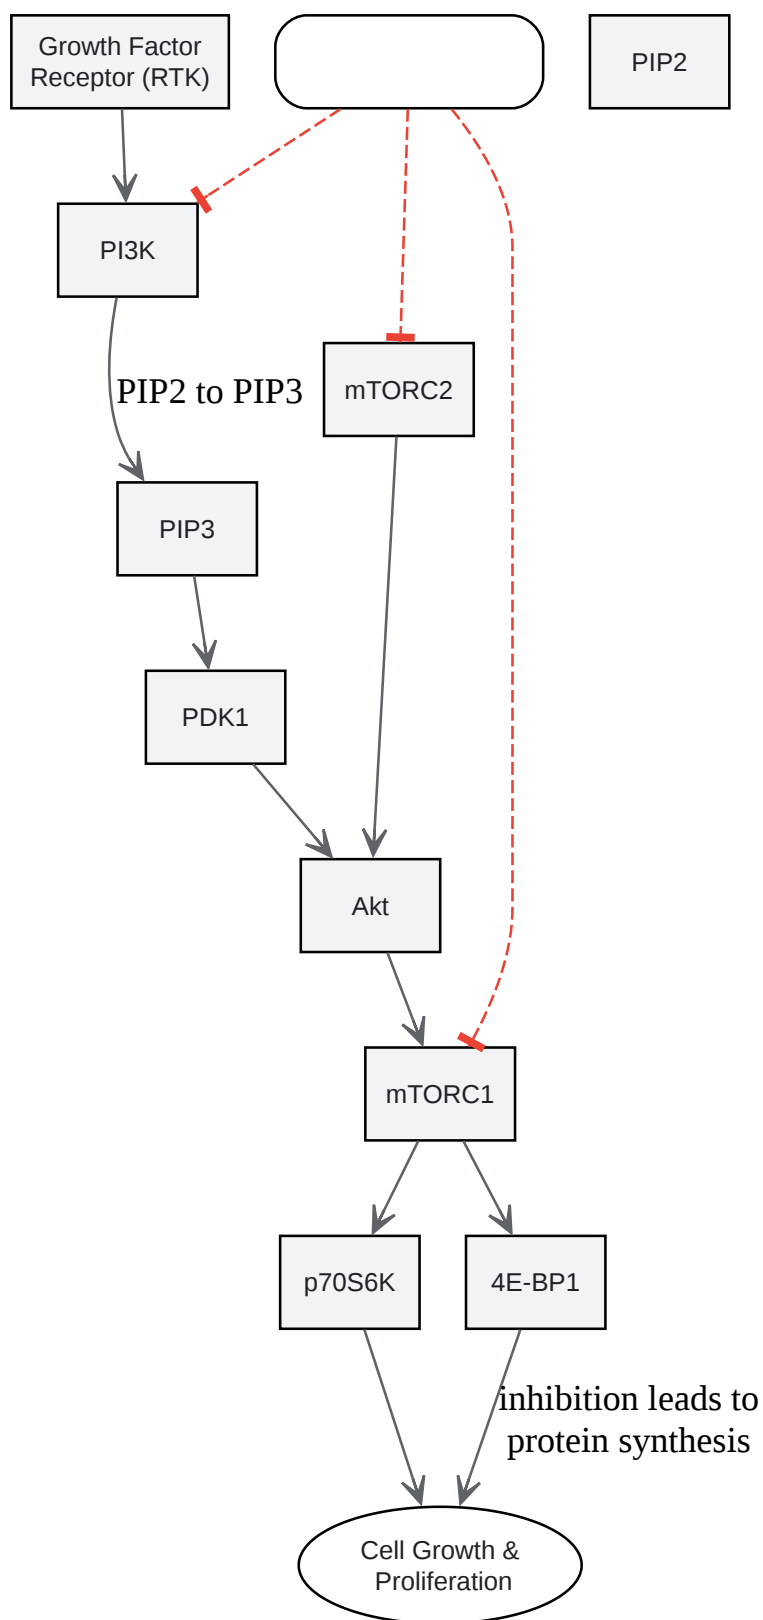 Growth Factor
Receptor (RTK)
PIP2
PI3K
PIP2 to PIP3
mTORC2
PIP3
PDK1
Akt
mTORC1
p70S6K
4E-BP1
inhibition leads to
protein synthesis
Cell Growth &
Proliferation